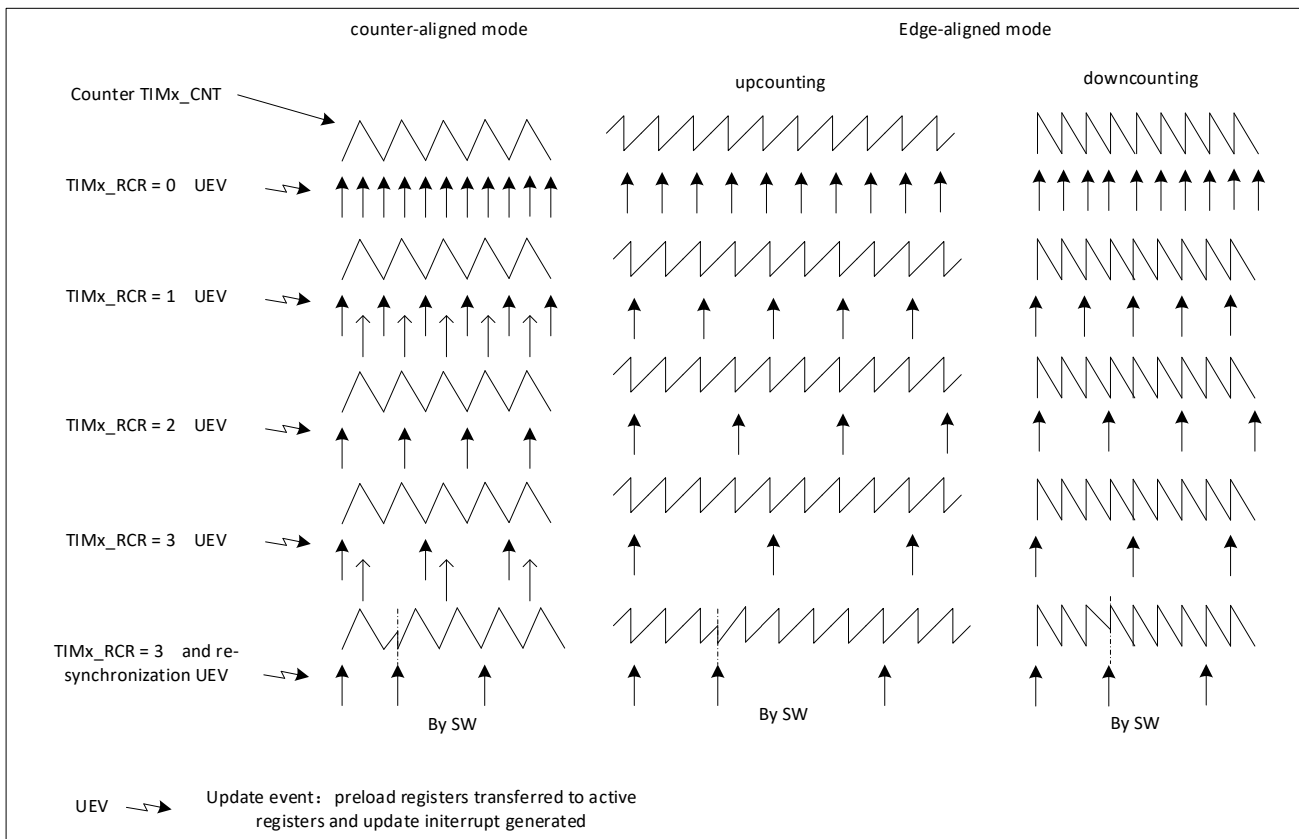 counter-aligned mode
Edge-aligned mode
upcounting
downcounting
Counter TIMx_CNT
TIMx_RCR = 0 UEV
TIMx_RCR = 1 UEV
TIMx_RCR = 2 UEV
TIMx_RCR = 3 UEV
TIMx_RCR = 3 and re-
synchronization UEV
By SW
By SW
By SW
UEV
Update event：preload registers transferred to active
registers and update initerrupt generated